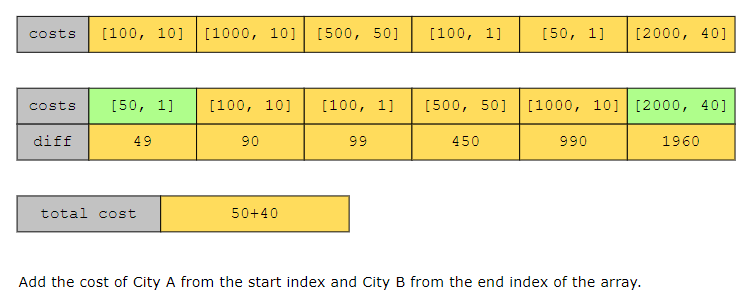 costs [100, 10] [1000, 10] [500, 50] [100, 1] [50, 1] [2000, 40]
costs [50, 1] [100, 10] [100, 1] [500, 50] [1000, 10] [2000, 40]
diff 49 90 99 450 990 1960
total cost 50+40
Add the cost of City A from the start index and City B from the end index of the array.